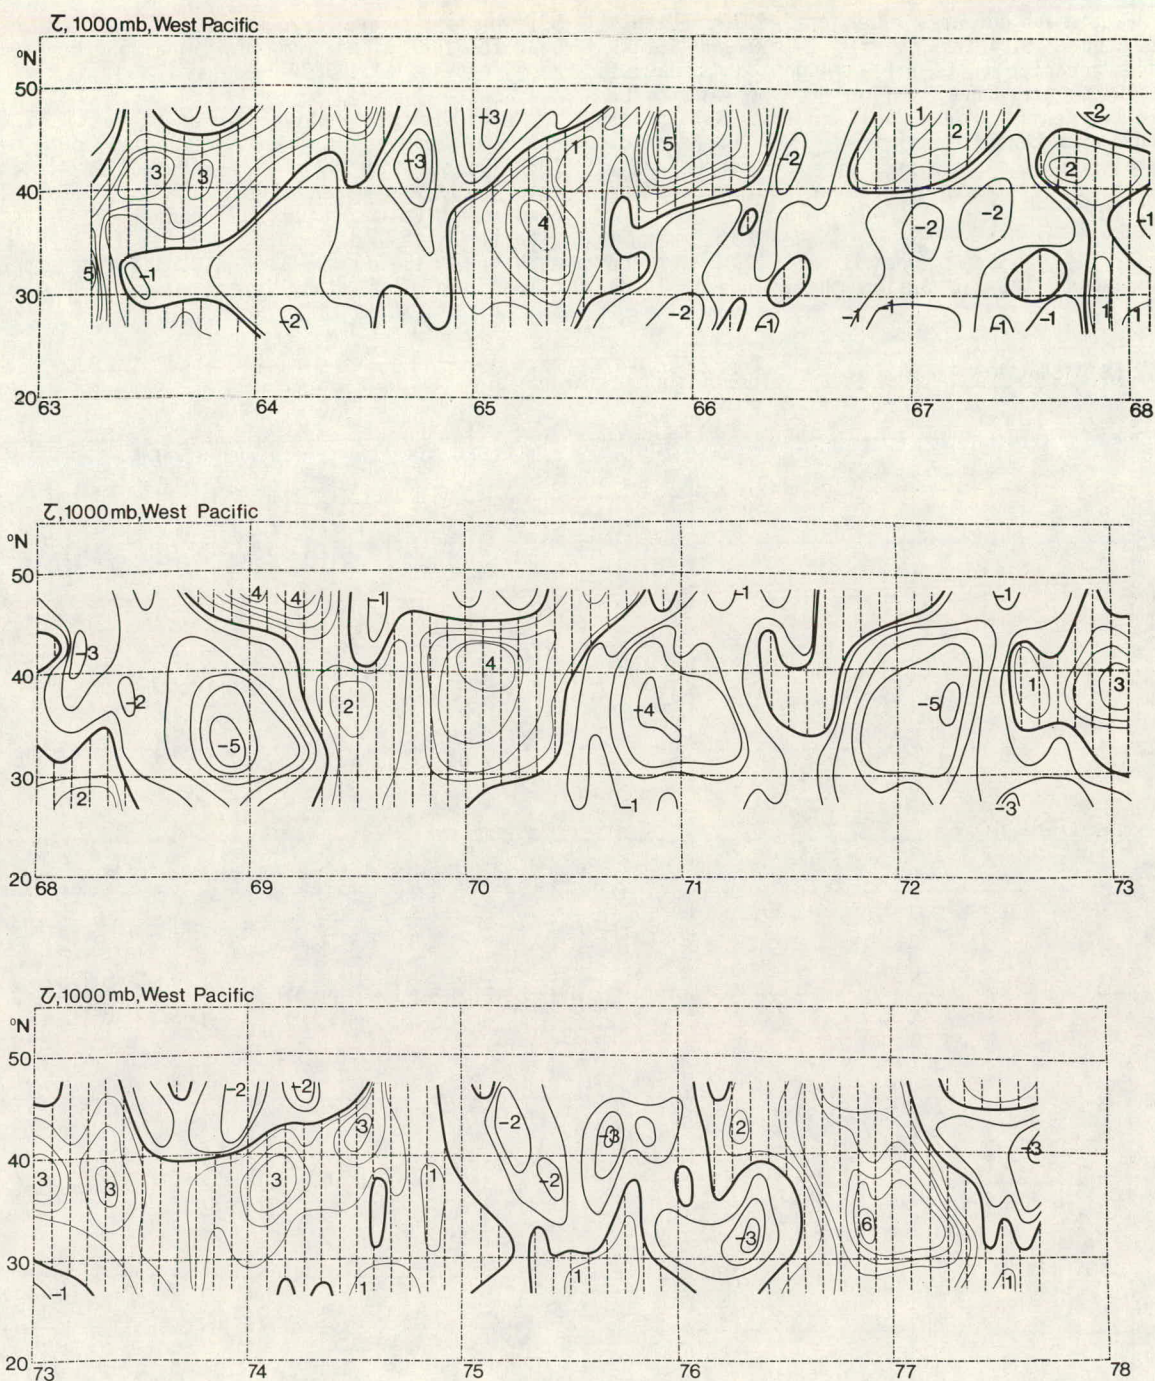 ζ, 1000 mb, West Pacific
°N
50
-3 -2
1 2
3 3 -3 1 5 -2 2
40
4 -2 -2 -1
5 -1
30
-2 -2 -1 -1 -1 -1 -1 1 1
20
63 64 65 66 67 68
ζ, 1000 mb, West Pacific
°N
50
4 4 -1 -1 -1
-3 4
40
-2 2 -4 -5 1 3
-5
30
2 -1 -3
20
68 69 70 71 72 73
ζ, 1000 mb, West Pacific
°N
50
-2 -2
3 -2 -3 2 -3
40
3 3 3 1 -2
6
-3
30
-1 1 1 1
20
73 74 75 76 77 78